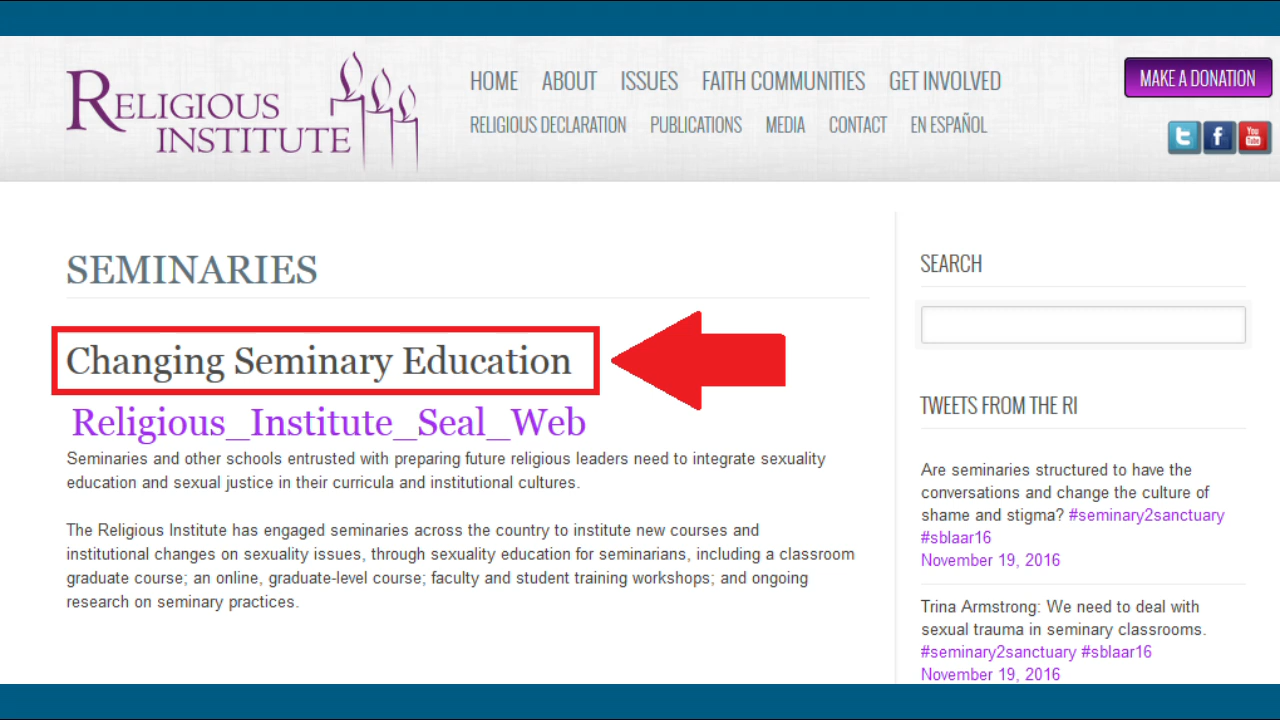 RELIGIOUS
INSTITUTE
HOME ABOUT ISSUES FAITH COMMUNITIES GET INVOLVED
RELIGIOUS DECLARATION PUBLICATIONS MEDIA CONTACT EN ESPAÑOL
MAKE A DONATION
t f You Tube
SEMINARIES
Changing Seminary Education
Religious_Institute_Seal_Web
Seminaries and other schools entrusted with preparing future religious leaders need to integrate sexuality
education and sexual justice in their curricula and institutional cultures.
The Religious Institute has engaged seminaries across the country to institute new courses and
institutional changes on sexuality issues, through sexuality education for seminarians, including a classroom
graduate course; an online, graduate-level course; faculty and student training workshops; and ongoing
research on seminary practices.
SEARCH
TWEETS FROM THE RI
Are seminaries structured to have the
conversations and change the culture of
shame and stigma? #seminary2sanctuary
#sblaar16
November 19, 2016
Trina Armstrong: We need to deal with
sexual trauma in seminary classrooms.
#seminary2sanctuary #sblaar16
November 19, 2016